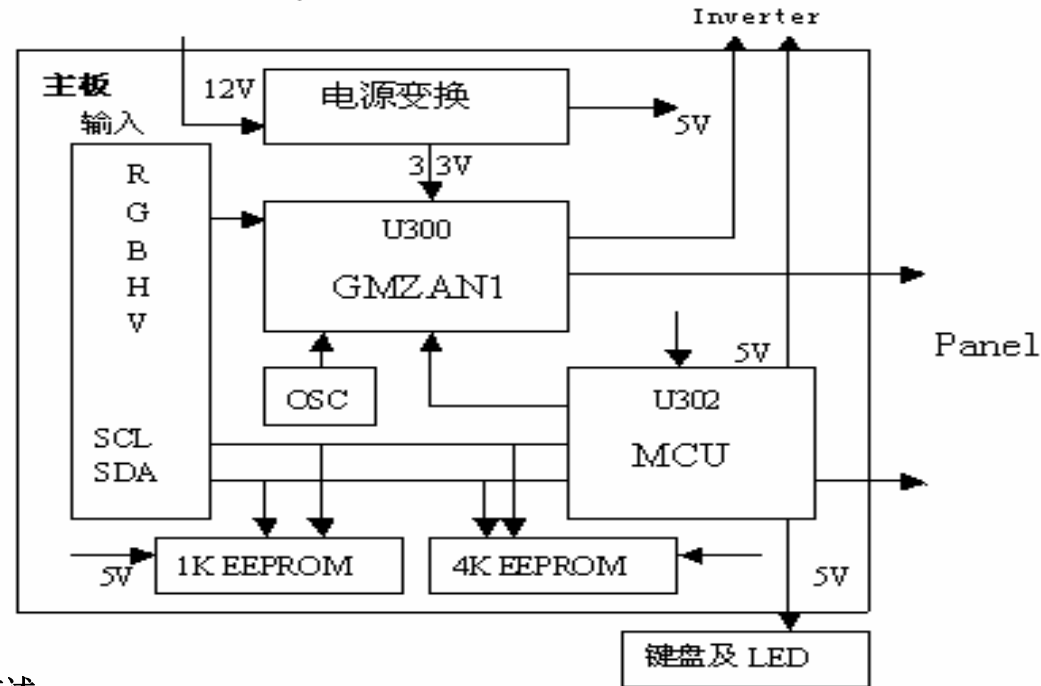 Inverter
主板
12V
电源变换
输入
5V
3 3V
R
G
B
H
V
U300
GMZAN1
Panel
5V
OSC
U302
MCU
SCL
SDA
1K EEPROM
4K EEPROM
5V
5V
键盘及 LED
述